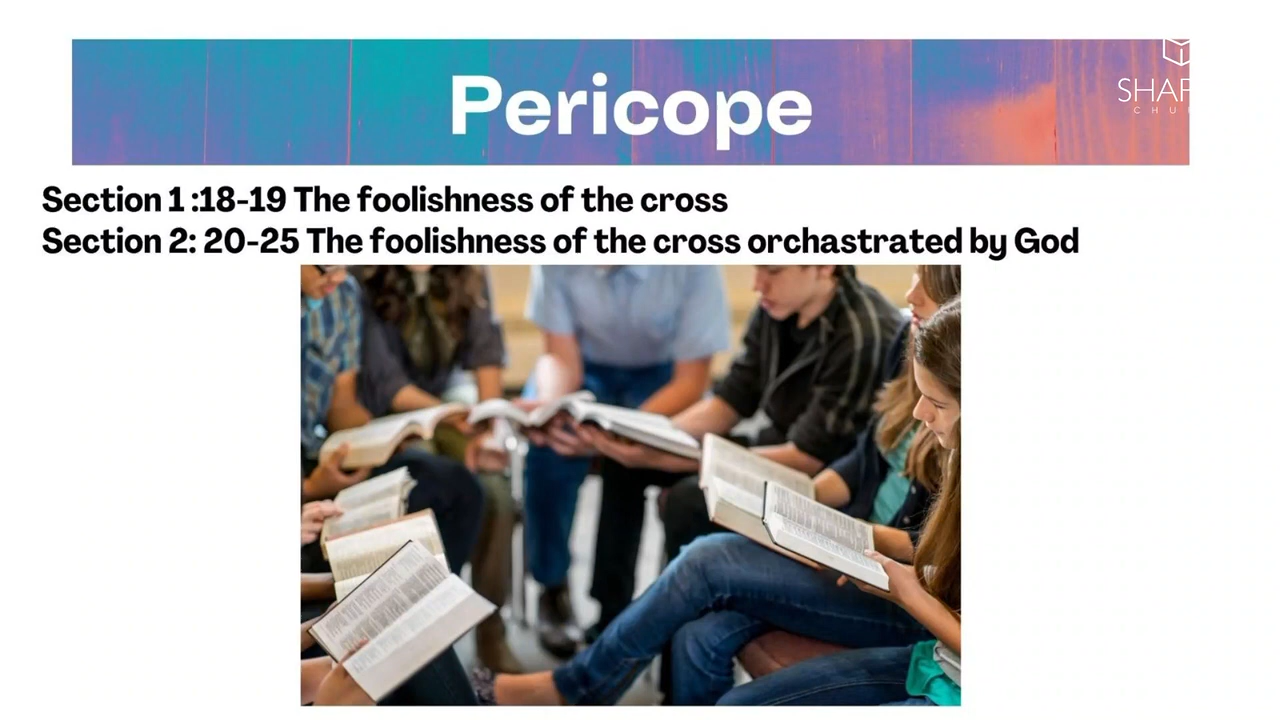 Pericope
Section 1 :18-19 The foolishness of the cross
Section 2: 20-25 The foolishness of the cross orchastrated by God